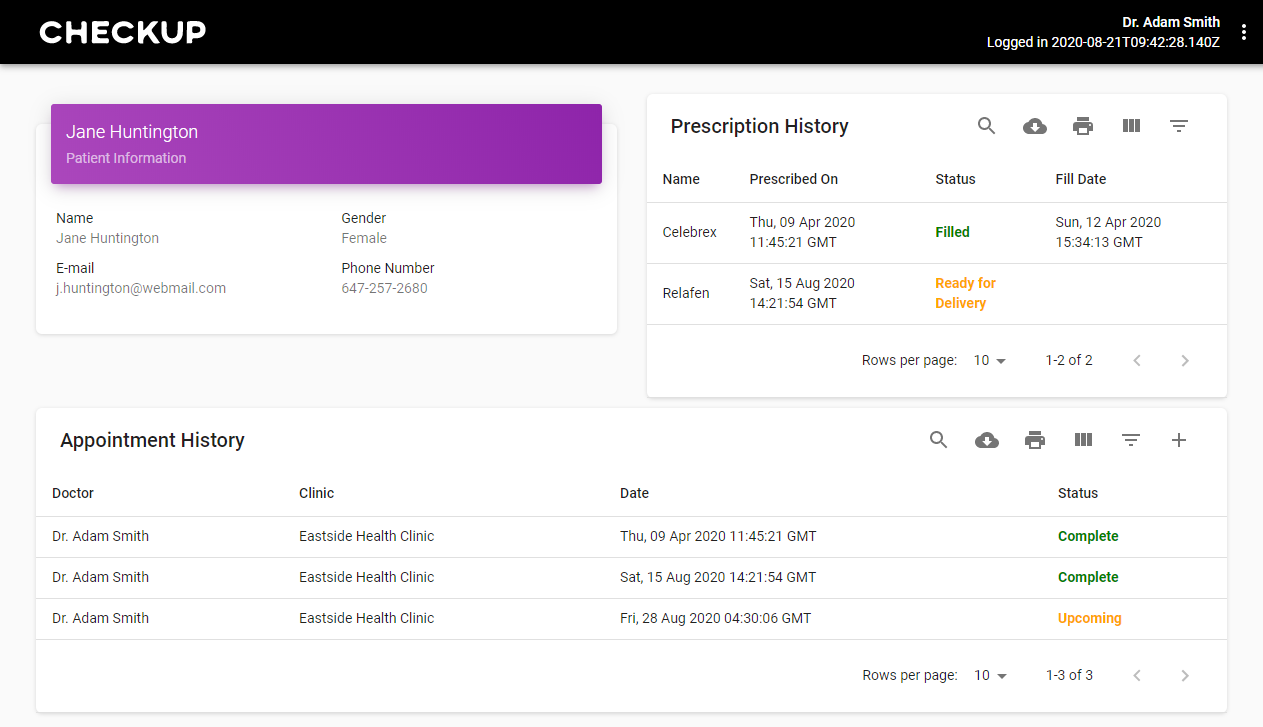 CHECKUP
Dr. Adam Smith
Logged in 2020-08-21T09:42:28.140Z
Jane Huntington
Patient Information
Name
Jane Huntington
Gender
Female
E-mail
j.huntington@webmail.com
Phone Number
647-257-2680
Prescription History
Name Prescribed On Status Fill Date
Celebrex Thu, 09 Apr 2020 11:45:21 GMT Filled Sun, 12 Apr 2020 15:34:13 GMT
Relafen Sat, 15 Aug 2020 14:21:54 GMT Ready for Delivery
Rows per page: 10 1-2 of 2
Appointment History
Doctor Clinic Date Status
Dr. Adam Smith Eastside Health Clinic Thu, 09 Apr 2020 11:45:21 GMT Complete
Dr. Adam Smith Eastside Health Clinic Sat, 15 Aug 2020 14:21:54 GMT Complete
Dr. Adam Smith Eastside Health Clinic Fri, 28 Aug 2020 04:30:06 GMT Upcoming
Rows per page: 10 1-3 of 3